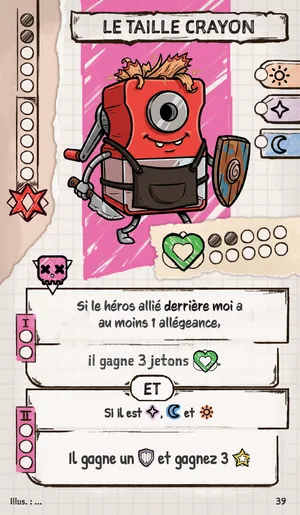 LE TAILLE CRAYON
Si le héros allié derrière moi a
au moins 1 allégeance,
I
il gagne 3 jetons
ET
II
Si il est , et
Il gagne un et gagnez 3
Illus. : ...
39